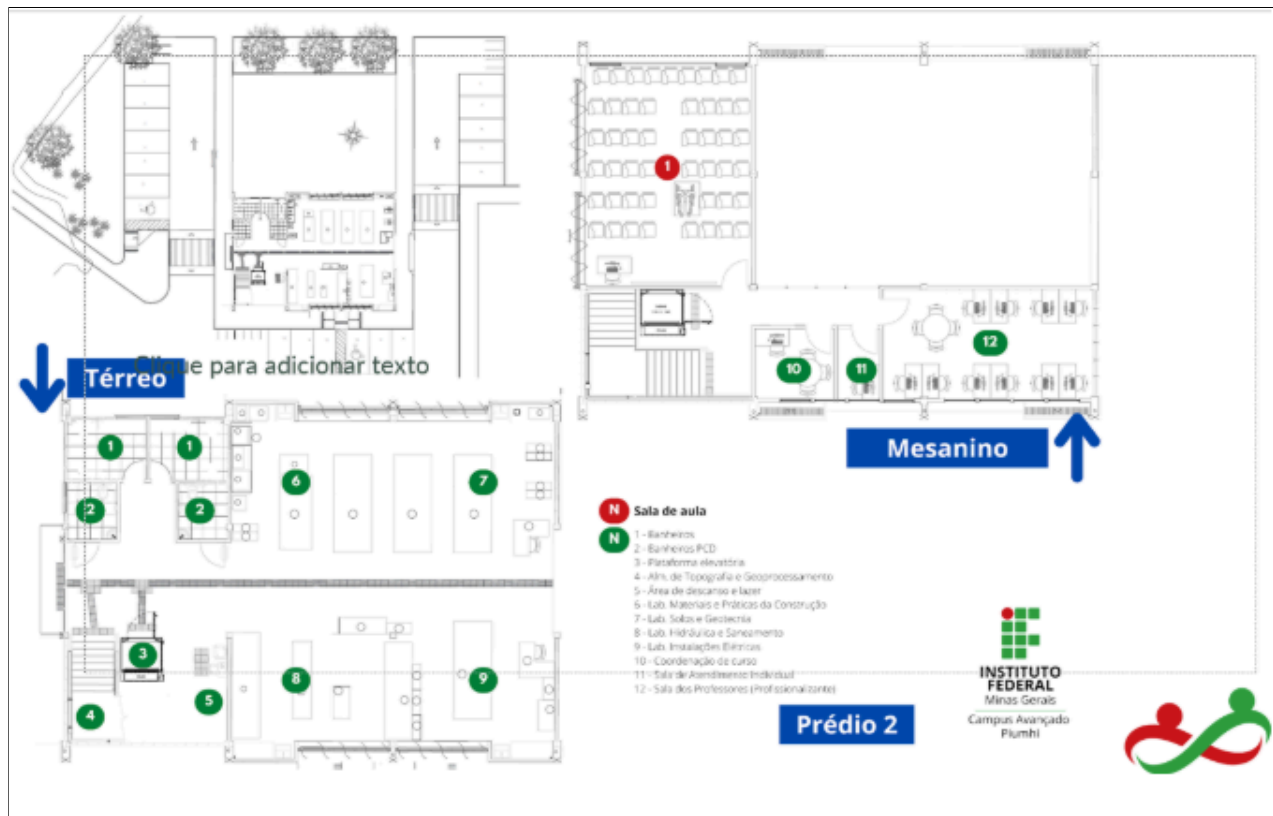 1
Clique para adicionar texto
Térreo
10
11
12
Mesanino
1
1
2
2
6
7
3
4
5
8
9
N Sala de aula
N
1 - Banheiros
2 - Banheiros PCD
3 - Plataforma elevatória
4 - Alm. de Topografia e Geoprocessamento
5 - Área de descanso e lazer
6 - Lab. Materiais e Práticas da Construção
7 - Lab. Solos e Geotecnia
8 - Lab. Hidráulica e Saneamento
9 - Lab. Instalações Elétricas
10 - Coordenação de curso
11 - Sala de Atendimento Individual
12 - Sala dos Professores (Profissionalizante)
Prédio 2
INSTITUTO
FEDERAL
Minas Gerais
Campus Avançado
Piumhi